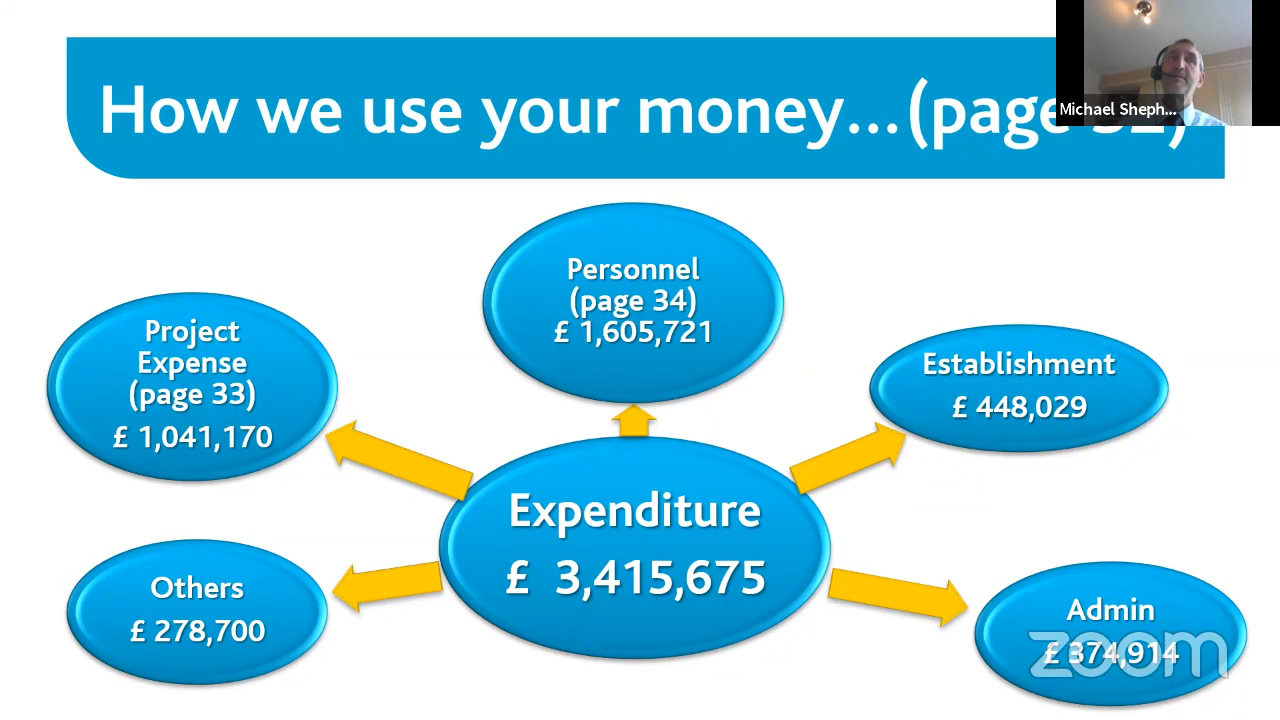 How we use your money...(page
Michael Sheph...
Personnel
(page 34)
£ 1,605,721
Project
Expense
(page 33)
£ 1,041,170
Establishment
£ 448,029
Expenditure
£ 3,415,675
Others
£ 278,700
Admin
£ 374,914
zoom